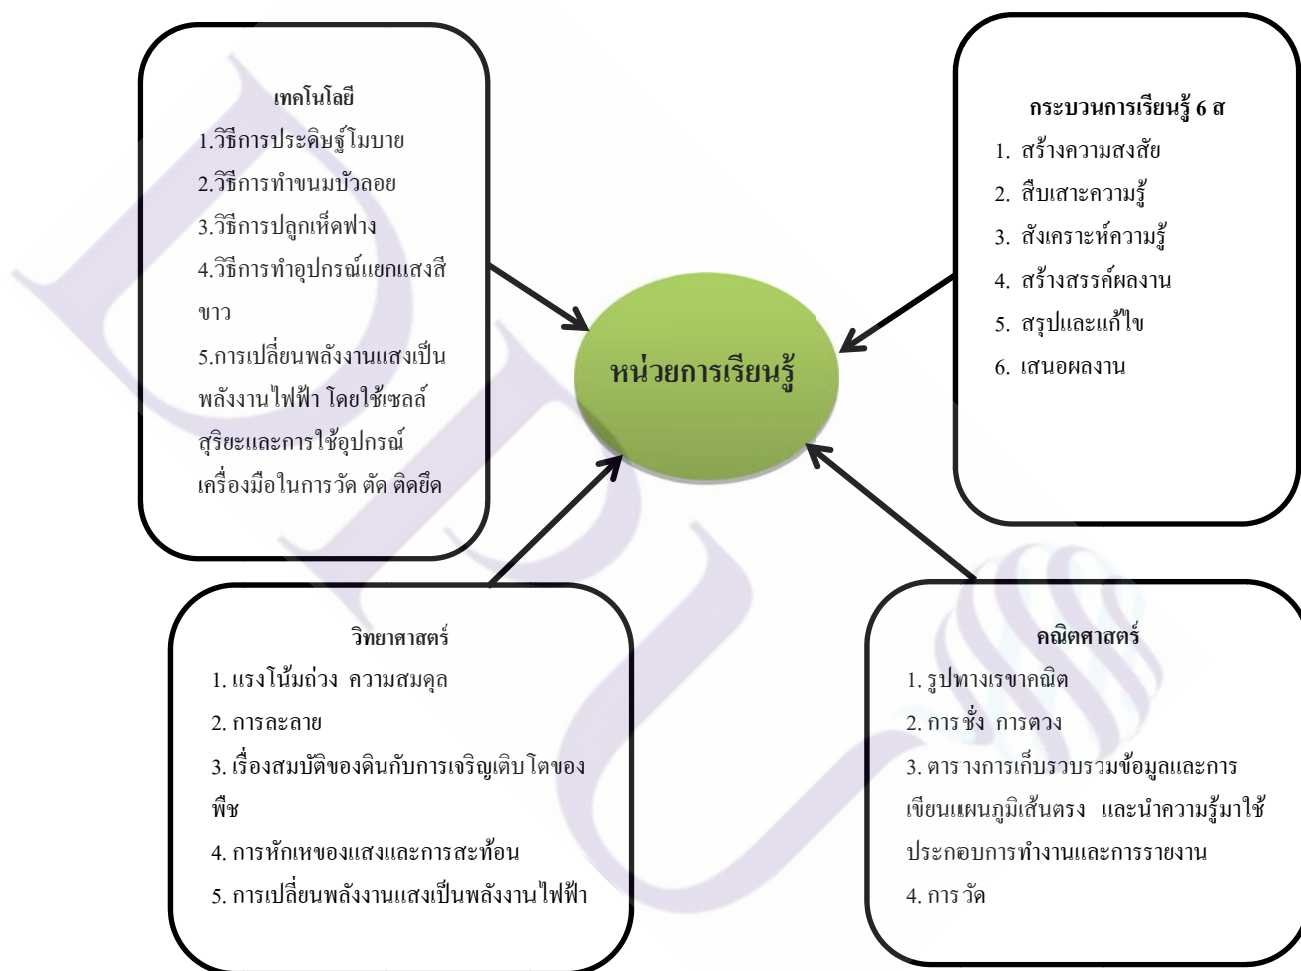 เทคโนโลยี
1.วิธีการประดิษฐ์โมบาย
2.วิธีการทำขนมบัวลอย
3.วิธีการปลูกเห็ดฟาง
4.วิธีการทำอุปกรณ์แยกแสงสี
ขาว
5.การเปลี่ยนพลังงานแสงเป็น
พลังงานไฟฟ้า โดยใช้เซลล์
สุริยะและการใช้อุปกรณ์
เครื่องมือในการวัด ตัด ติดยึด
กระบวนการเรียนรู้ 6 ส
1. สร้างความสงสัย
2. สืบเสาะความรู้
3. สังเคราะห์ความรู้
4. สร้างสรรค์ผลงาน
5. สรุปและแก้ไข
6. เสนอผลงาน
หน่วยการเรียนรู้
วิทยาศาสตร์
1. แรงโน้มถ่วง ความสมดุล
2. การละลาย
3. เรื่องสมบัติของดินกับการเจริญเติบโตของ
พืช
4. การหักเหของแสงและการสะท้อน
5. การเปลี่ยนพลังงานแสงเป็นพลังงานไฟฟ้า
คณิตศาสตร์
1. รูปทางเรขาคณิต
2. การชั่ง การตวง
3. ตารางการเก็บรวบรวมข้อมูลและการ
เขียนแผนภูมิเส้นตรง และนำความรู้มาใช้
ประกอบการทำงานและการรายงาน
4. การวัด
DPU